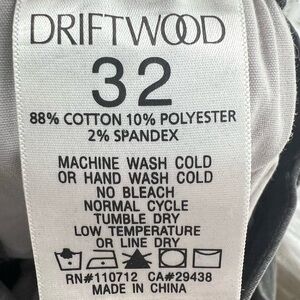 DRIFTWOOD
32
88% COTTON 10% POLYESTER
2% SPANDEX
MACHINE WASH COLD
OR HAND WASH COLD
NO BLEACH
NORMAL CYCLE
TUMBLE DRY
LOW TEMPERATURE
OR LINE DRY
RN#110712 CA#29438
MADE IN CHINA